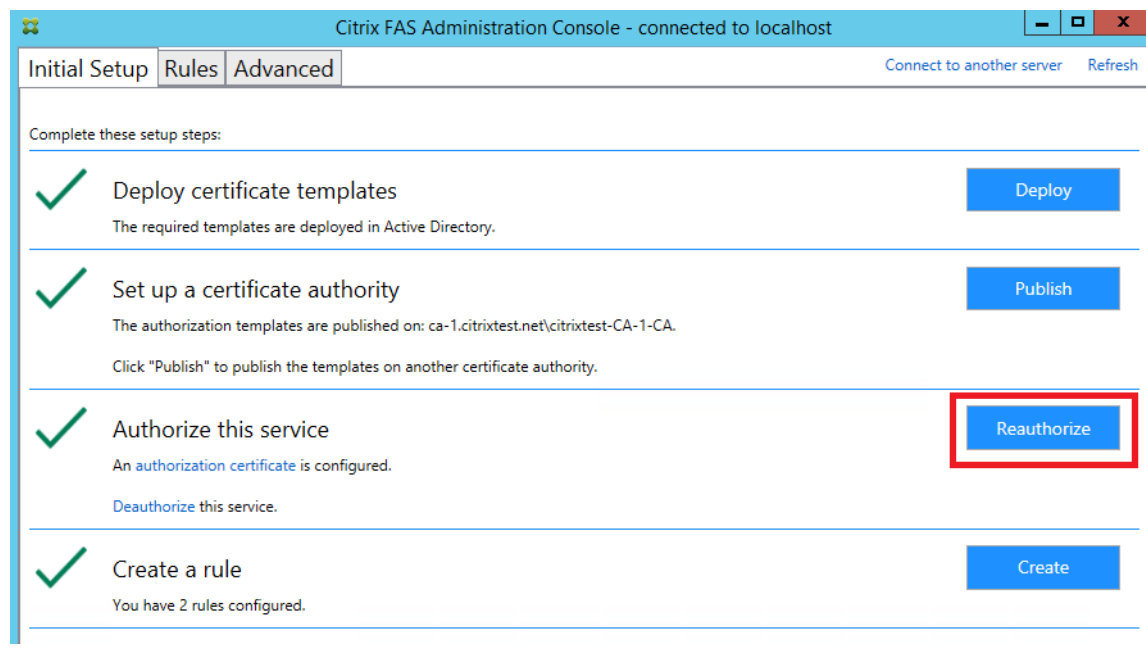 Citrix FAS Administration Console - connected to localhost
Initial Setup Rules Advanced Connect to another server Refresh
Complete these setup steps:
Deploy certificate templates
Deploy
The required templates are deployed in Active Directory.
Set up a certificate authority
Publish
The authorization templates are published on: ca-1.citrixtest.net\citrixtest-CA-1-CA.
Click "Publish" to publish the templates on another certificate authority.
Authorize this service
Reauthorize
An authorization certificate is configured.
Deauthorize this service.
Create a rule
Create
You have 2 rules configured.